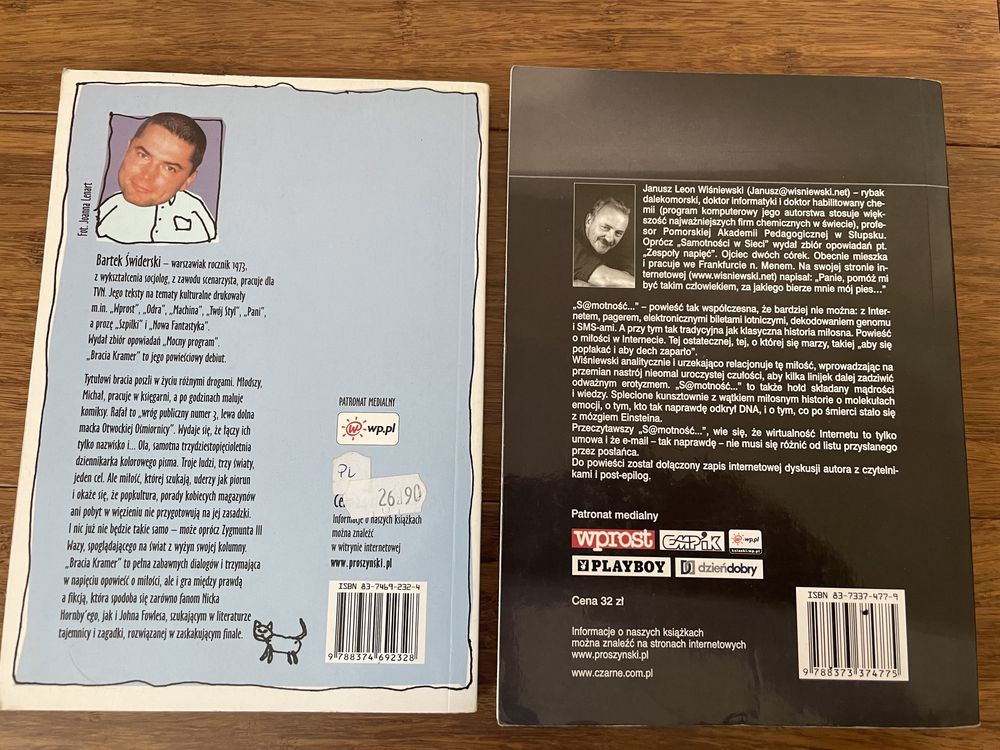 Fot. Joanna Lenart
Bartek Świderski – warszawiak rocznik 1973,
z wykształcenia socjolog, z zawodu scenarzysta, pracuje dla
TVN. Jego teksty na tematy kulturalne drukowały
m.in. „Wprost", „Odra", „Machina", „Twój Styl", „Pani",
a prozę „Szpilki" i „Nowa Fantastyka".
Wydał zbiór opowiadań „Mocny program".
„Bracia Kramer" to jego powieściowy debiut.
Tytułowi bracia poszli w życiu różnymi drogami. Młodszy,
Michał, pracuje w księgarni, a po godzinach maluje
komiksy. Rafał to „wróg publiczny numer 3, lewa dolna
macka Otwockiej Ośmiornicy". Wydaje się, że łączy ich
tylko nazwisko i... Ola, samotna trzydziestopięcioletnia
dziennikarka kolorowego pisma. Troje ludzi, trzy światy,
jeden cel. Ale miłość, której szukają, uderzy jak piorun
i okaże się, że popkultura, porady kobiecych magazynów
ani pobyt w więzieniu nie przygotowują na jej zasadzki.
I nic już nie będzie takie samo – może oprócz Zygmunta III
Wazy, spoglądającego na świat z wyżyn swojej kolumny.
„Bracia Kramer" to pełna zabawnych dialogów i trzymająca
w napięciu opowieść o miłości, ale i gra między prawdą
a fikcją, która spodoba się zarówno fanom Nicka
Hornby'ego, jak i Johna Fowlesa, szukającym w literaturze
tajemnicy i zagadki, rozwiązanej w zaskakującym finale.
PATRONAT MEDIALNY
wp.pl
PL
26.90
Informacje o naszych książkach
można znaleźć
w witrynie internetowej
www.proszynski.pl
ISBN 83-7469-232-4
9 788374 692328
Janusz Leon Wiśniewski (Janusz@wisniewski.net) – rybak
dalekomorski, doktor informatyki i doktor habilitowany che-
mii (program komputerowy jego autorstwa stosuje więk-
szość najważniejszych firm chemicznych w świecie), profe-
sor Pomorskiej Akademii Pedagogicznej w Słupsku.
Oprócz „Samotności w Sieci" wydał zbiór opowiadań pt.
„Zespoły napięć". Ojciec dwóch córek. Obecnie mieszka
i pracuje we Frankfurcie n. Menem. Na swojej stronie in-
ternetowej (www.wisniewski.net) napisał: „Panie, pomóż mi
być takim człowiekiem, za jakiego bierze mnie mój pies..."
„S@motność..." – powieść tak współczesna, że bardziej nie można: z Inter-
netem, pagerem, elektronicznymi biletami lotniczymi, dekodowaniem genomu
i SMS-ami. A przy tym tak tradycyjna jak klasyczna historia miłosna. Powieść
o miłości w Internecie. Tej ostatecznej, tej, o której się marzy, takiej „aby się
popłakać i aby dech zaparło".
Wiśniewski analitycznie i urzekająco relacjonuje tę miłość, wprowadzając na
przemian nastrój nieomal uroczystej czułości, aby kilka linijek dalej zadziwić
odważnym erotyzmem. „S@motność..." to także hołd składany mądrości
i wiedzy. Splecione kunsztownie z wątkiem miłosnym historie o molekułach
emocji, o tym, kto tak naprawdę odkrył DNA, i o tym, co po śmierci stało się
z mózgiem Einsteina.
Przeczytawszy „S@motność...", wie się, że wirtualność Internetu to tylko
umowa i że e-mail – tak naprawdę – nie musi się różnić od listu przysłanego
przez posłańca.
Do powieści został dołączony zapis internetowej dyskusji autora z czytelni-
kami i post-epilog.
Patronat medialny
wprost EMPiK wp.pl
ksiazki.wp.pl
PLAYBOY dzieńdobry
Cena 32 zł
Informacje o naszych książkach
można znaleźć na stronach internetowych
www.proszynski.pl
www.czarne.com.pl
ISBN 83-7337-477-9
9 788373 374775